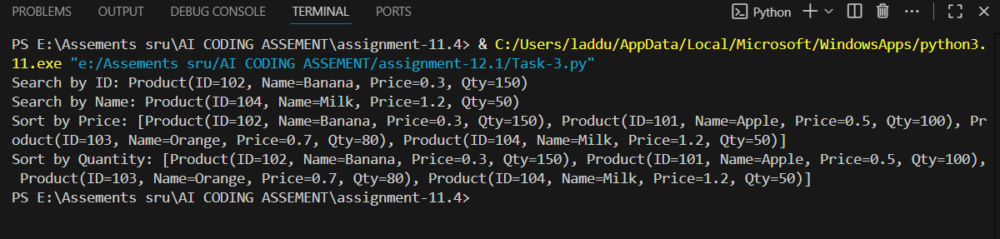 PROBLEMS OUTPUT DEBUG CONSOLE TERMINAL PORTS Python
PS E:\Assements sru\AI CODING ASSEMENT\assignment-11.4> & C:/Users/laddu/AppData/Local/Microsoft/WindowsApps/python3.
11.exe "e:/Assements sru/AI CODING ASSEMENT/assignment-12.1/Task-3.py"
Search by ID: Product(ID=102, Name=Banana, Price=0.3, Qty=150)
Search by Name: Product(ID=104, Name=Milk, Price=1.2, Qty=50)
Sort by Price: [Product(ID=102, Name=Banana, Price=0.3, Qty=150), Product(ID=101, Name=Apple, Price=0.5, Qty=100), Pr
oduct(ID=103, Name=Orange, Price=0.7, Qty=80), Product(ID=104, Name=Milk, Price=1.2, Qty=50)]
Sort by Quantity: [Product(ID=102, Name=Banana, Price=0.3, Qty=150), Product(ID=101, Name=Apple, Price=0.5, Qty=100),
 Product(ID=103, Name=Orange, Price=0.7, Qty=80), Product(ID=104, Name=Milk, Price=1.2, Qty=50)]
PS E:\Assements sru\AI CODING ASSEMENT\assignment-11.4>